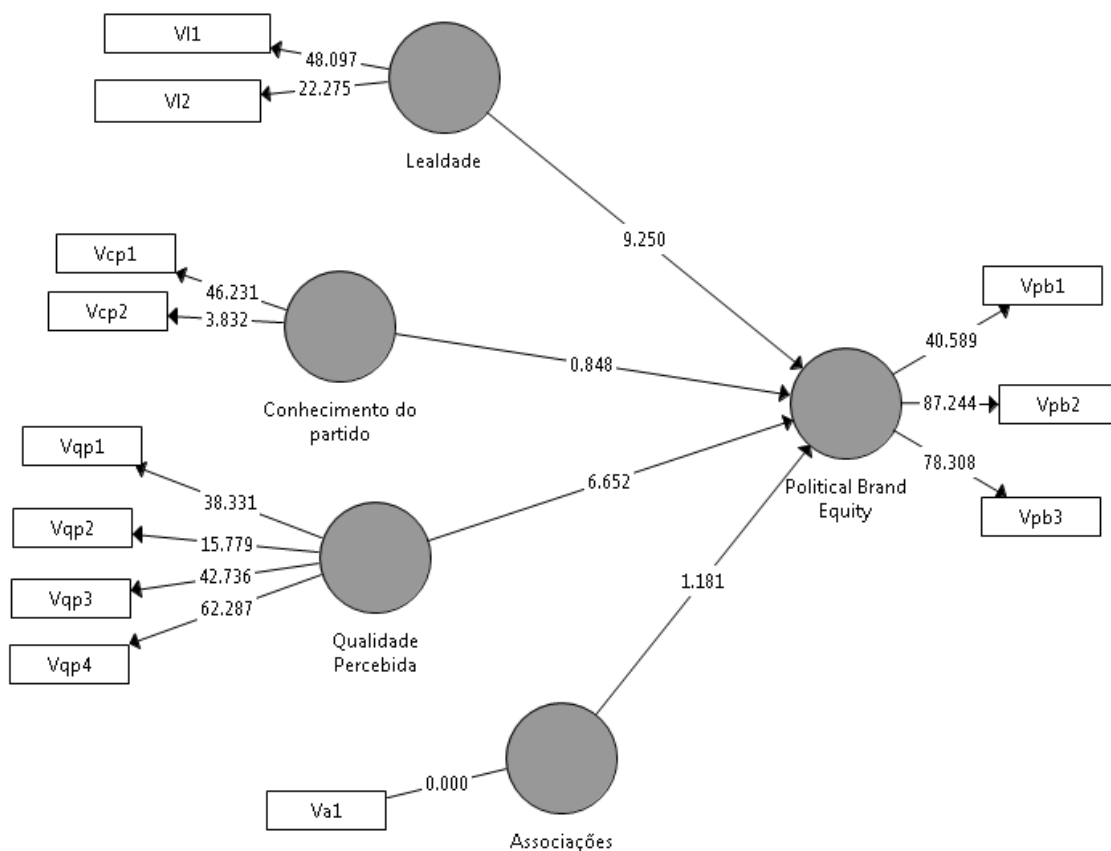 Vl1
48.097
Vl2
22.275
Lealdade
9.250
Vcp1
46.231
Vcp2
3.832
Conhecimento do
partido
0.848
Vpb1
40.589
Vpb2
87.244
78.308
Vpb3
Political Brand
Equity
Vqp1
38.331
Vqp2
15.779
Vqp3
42.736
62.287
Vqp4
Qualidade
Percebida
6.652
1.181
Va1
0.000
Associações